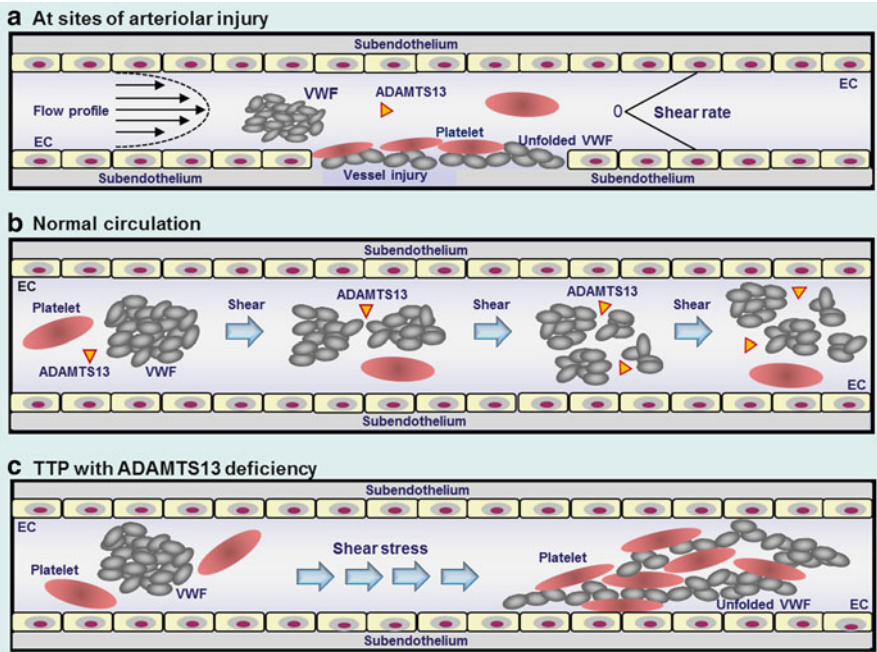 a At sites of arteriolar injury
Subendothelium
VWF ADAMTS13 EC
Flow profile 0 Shear rate
EC Platelet Unfolded VWF
Subendothelium Vessel injury Subendothelium
b Normal circulation
Subendothelium
EC
Platelet Shear ADAMTS13 Shear ADAMTS13 Shear
ADAMTS13 VWF EC
Subendothelium
c TTP with ADAMTS13 deficiency
Subendothelium
EC
Shear stress
Platelet Platelet
VWF Unfolded VWF EC
Subendothelium